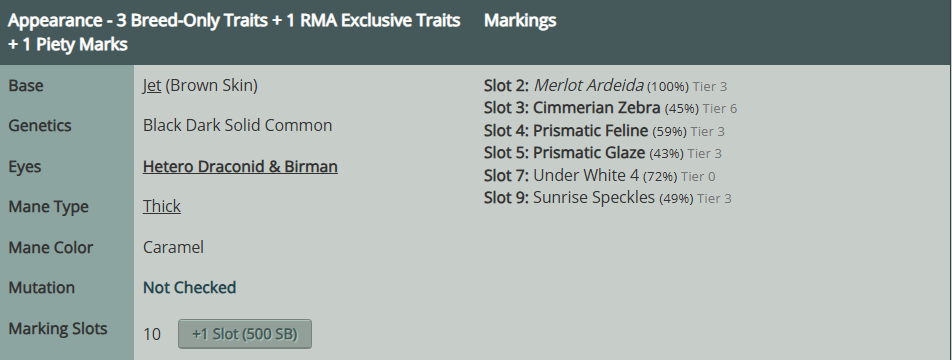 Appearance - 3 Breed-Only Traits + 1 RMA Exclusive Traits
+ 1 Piety Marks
Markings
Base
Jet (Brown Skin)
Genetics
Black Dark Solid Common
Eyes
Hetero Draconid & Birman
Mane Type
Thick
Mane Color
Caramel
Mutation
Not Checked
Marking Slots
10 +1 Slot (500 SB)
Slot 2: Merlot Ardeida (100%) Tier 3
Slot 3: Cimmerian Zebra (45%) Tier 6
Slot 4: Prismatic Feline (59%) Tier 3
Slot 5: Prismatic Glaze (43%) Tier 3
Slot 7: Under White 4 (72%) Tier 0
Slot 9: Sunrise Speckles (49%) Tier 3